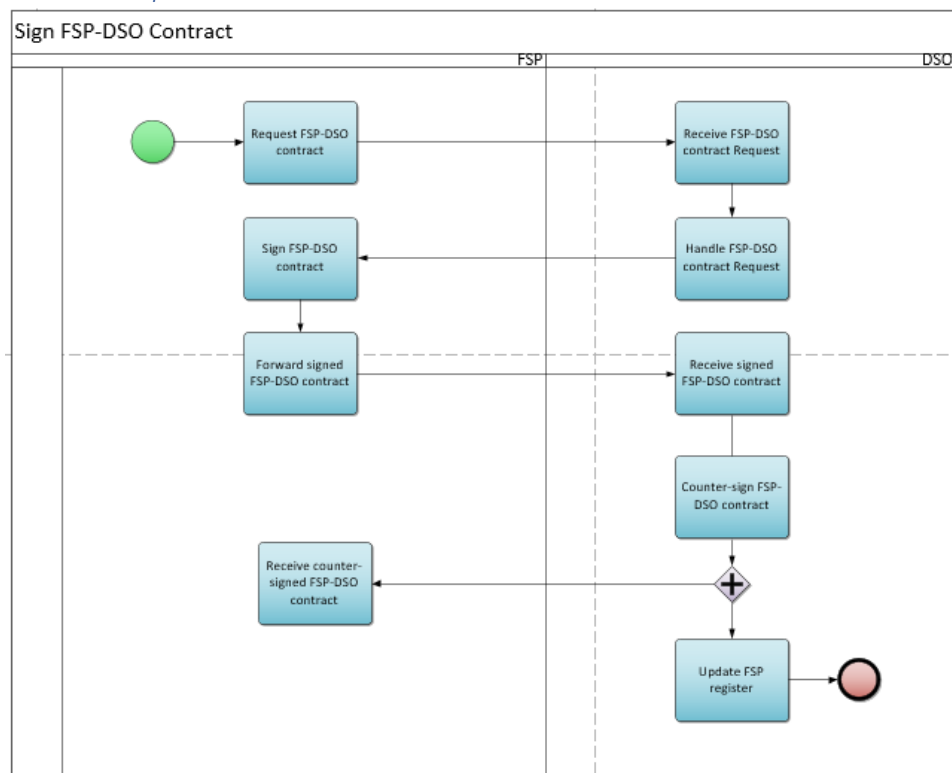 Sign FSP-DSO Contract
FSP
DSO
Request FSP-DSO
contract
Receive FSP-DSO
contract Request
Sign FSP-DSO
contract
Handle FSP-DSO
contract Request
Forward signed
FSP-DSO contract
Receive signed
FSP-DSO contract
Counter-sign FSP-
DSO contract
Receive counter-
signed FSP-DSO
contract
Update FSP
register